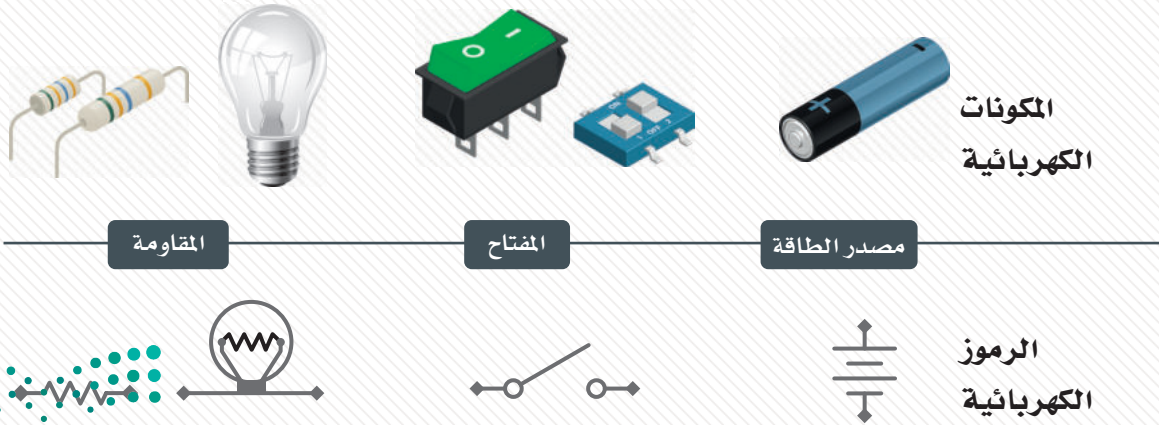 المكونات
الكهربائية
مصدر الطاقة
المفتاح
المقاومة
الرموز
الكهربائية